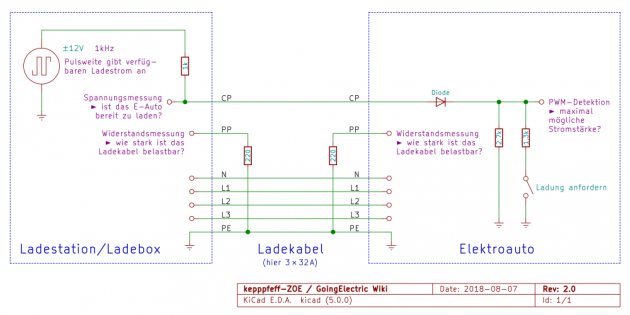 ±12V 1kHz
Pulsweite gibt verfüg-
baren Ladestrom an
1k
Spannungsmessung
► ist das E-Auto
bereit zu laden?
CP
CP
Diode
PWM-Detektion
► maximal
mögliche
Stromstärke?
Widerstandsmessung
► wie stark ist das
Ladekabel belastbar?
PP
PP
Widerstandsmessung
► wie stark ist das
Ladekabel belastbar?
220
220
2.7k
1.3k
Ladung anfordern
N
N
L1
L1
L2
L2
L3
L3
PE
PE
Ladestation/Ladebox
Ladekabel
(hier 3×32A)
Elektroauto
kepppfeff-ZOE / GoingElectric Wiki
Date: 2018-08-07
Rev: 2.0
KiCad E.D.A. kicad (5.0.0)
Id: 1/1